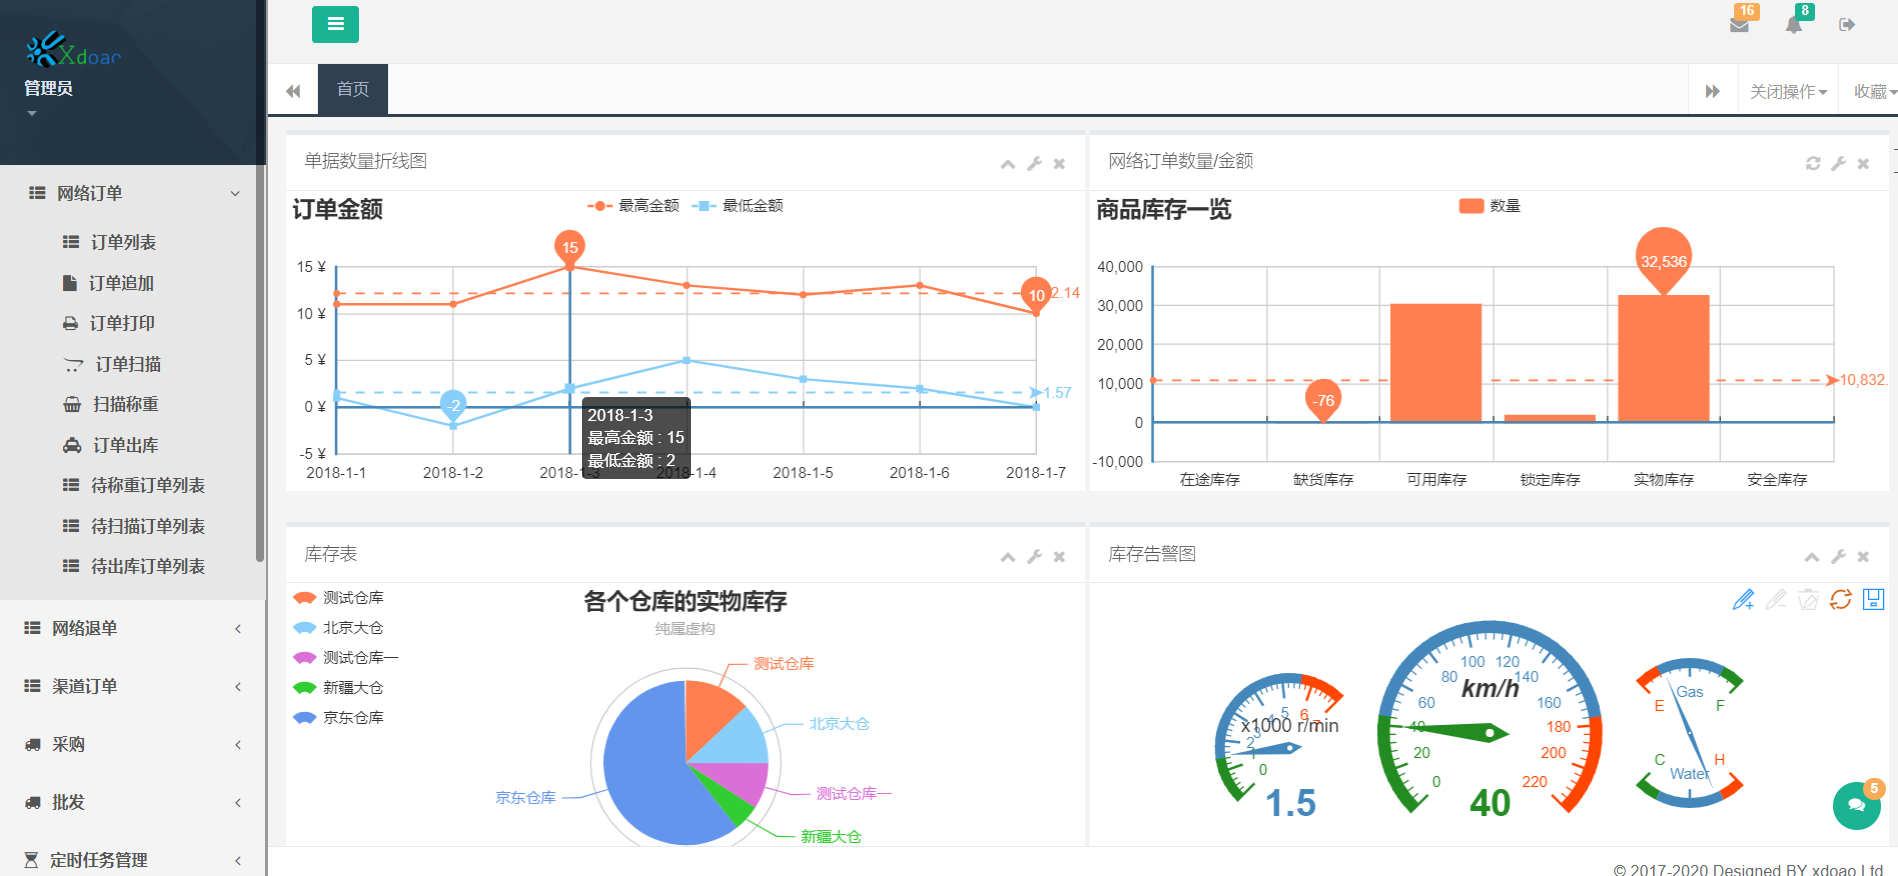 Xdoao
管理员
网络订单
订单列表
订单追加
订单打印
订单扫描
扫描称重
订单出库
待称重订单列表
待扫描订单列表
待出库订单列表
网络退单
渠道订单
采购
批发
定时任务管理
16
8
首页
关闭操作
收藏
单据数量折线图
订单金额
最高金额
最低金额
15 ¥
10 ¥
5 ¥
0 ¥
-5 ¥
15
10
2.14
-2
1.57
2018-1-3
最高金额 : 15
最低金额 : 2
2018-1-1
2018-1-2
2018-1-3
2018-1-4
2018-1-5
2018-1-6
2018-1-7
网络订单数量/金额
商品库存一览
数量
40,000
30,000
20,000
10,000
0
-10,000
-76
32,536
10,832.
在途库存
缺货库存
可用库存
锁定库存
实物库存
安全库存
库存表
测试仓库
北京大仓
测试仓库一
新疆大仓
京东仓库
各个仓库的实物库存
纯属虚构
测试仓库
北京大仓
测试仓库一
新疆大仓
京东仓库
库存告警图
0
1
2
3
4
5
6
x1000 r/min
1.5
0
20
40
60
80
100
120
140
160
180
200
220
km/h
40
Gas
E
F
C
H
Water
5
© 2017-2020 Designed BY xdoao Ltd